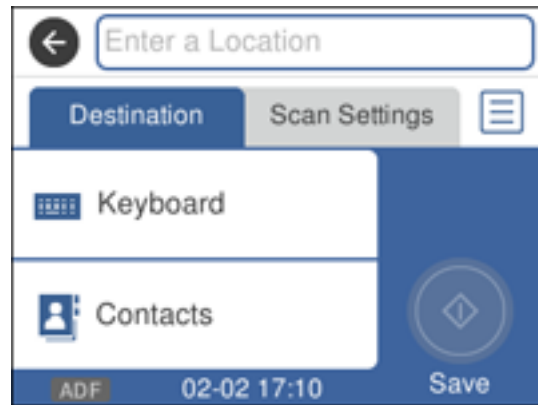 Enter a Location
Destination
Scan Settings
Keyboard
Contacts
ADF
02-02 17:10
Save